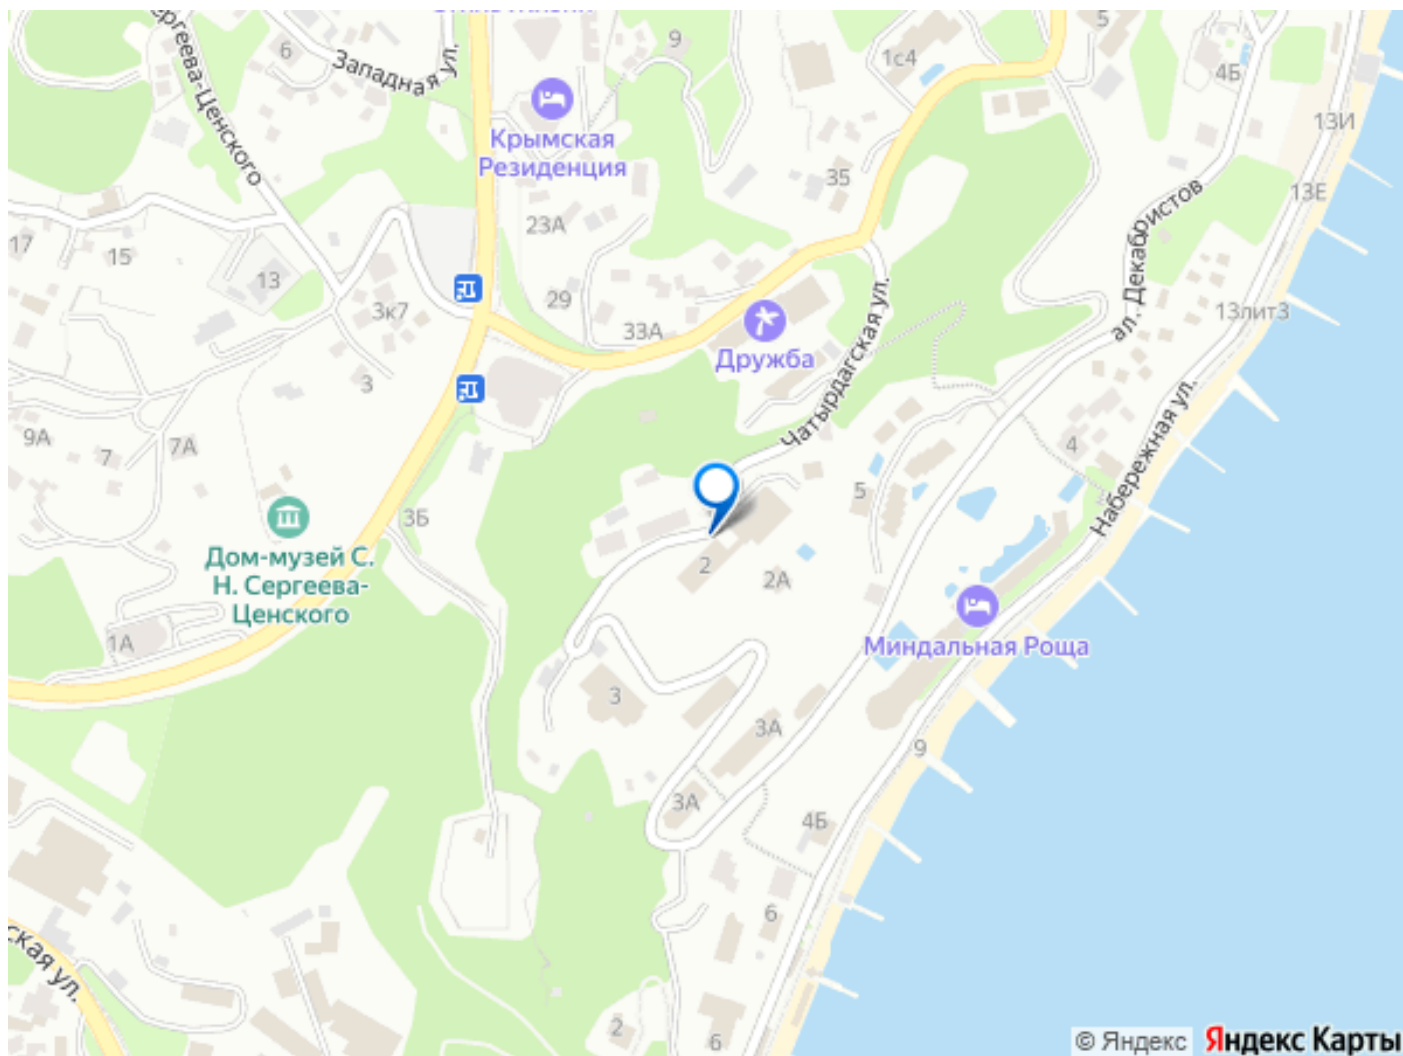 5
9
6
Западная ул.
Сергеева-Ценского
1с4
4Б
13И
Крымская
Резиденция
35
13Е
23А
17
15
13
ал. Декабристов
29
3к7
33А
13лит3
Дружба
Чатырдагская ул.
3
9А
7
7А
4
Набережная ул.
5
3Б
Дом-музей С.
Н. Сергеева-
Ценского
2
2А
1А
Миндальная Роща
3
3А
9
3А
4Б
6
ская ул.
2
6
© Яндекс
Яндекс Карты